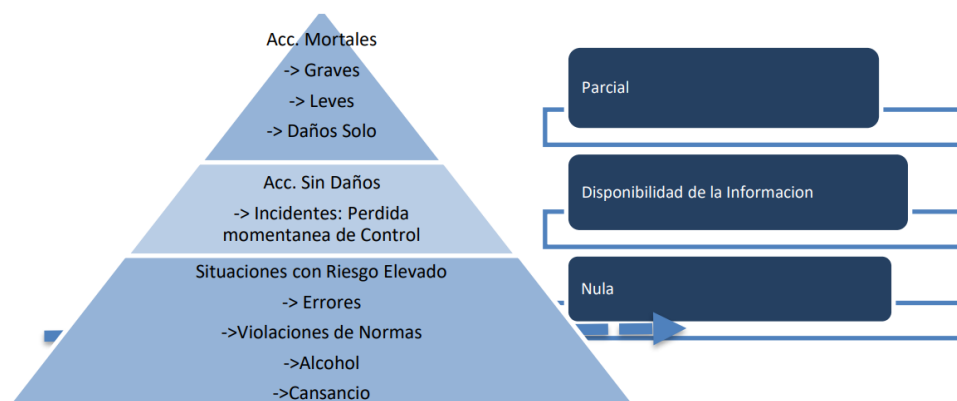 Acc. Mortales
-> Graves
-> Leves
-> Daños Solo
Acc. Sin Daños
-> Incidentes: Perdida
momentanea de Control
Situaciones con Riesgo Elevado
-> Errores
->Violaciones de Normas
->Alcohol
->Cansancio
Parcial
Disponibilidad de la Informacion
Nula